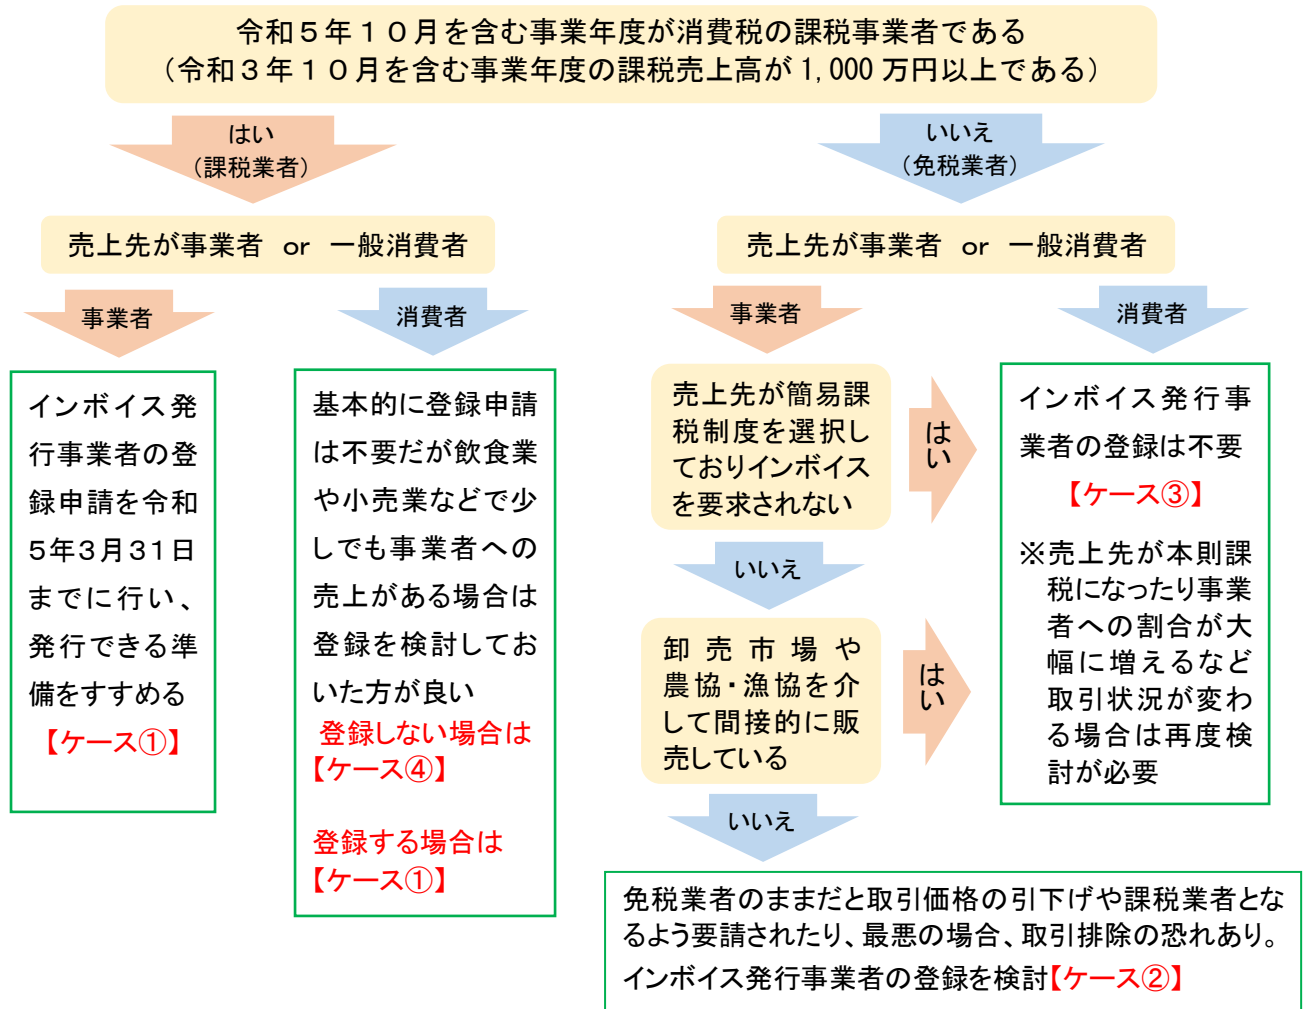 令和５年１０月を含む事業年度が消費税の課税事業者である
（令和３年１０月を含む事業年度の課税売上高が 1,000 万円以上である）
はい
（課税業者）
いいえ
（免税業者）
売上先が事業者 or 一般消費者
売上先が事業者 or 一般消費者
事業者
消費者
事業者
消費者
インボイス発
行事業者の登
録申請を令和
５年３月３１日
までに行い、
発行できる準
備をすすめる
【ケース①】
基本的に登録申請
は不要だが飲食業
や小売業などで少
しでも事業者への
売上がある場合は
登録を検討してお
いた方が良い
登録しない場合は
【ケース④】
登録する場合は
【ケース①】
売上先が簡易課
税制度を選択し
ておりインボイス
を要求されない
はい
いいえ
卸売市場や
農協・漁協を介
して間接的に販
売している
はい
いいえ
インボイス発行事
業者の登録は不要
【ケース③】
※売上先が本則課
税になったり事業
者への割合が大
幅に増えるなど
取引状況が変わ
る場合は再度検
討が必要
免税業者のままだと取引価格の引下げや課税業者とな
るよう要請されたり、最悪の場合、取引排除の恐れあり。
インボイス発行事業者の登録を検討【ケース②】